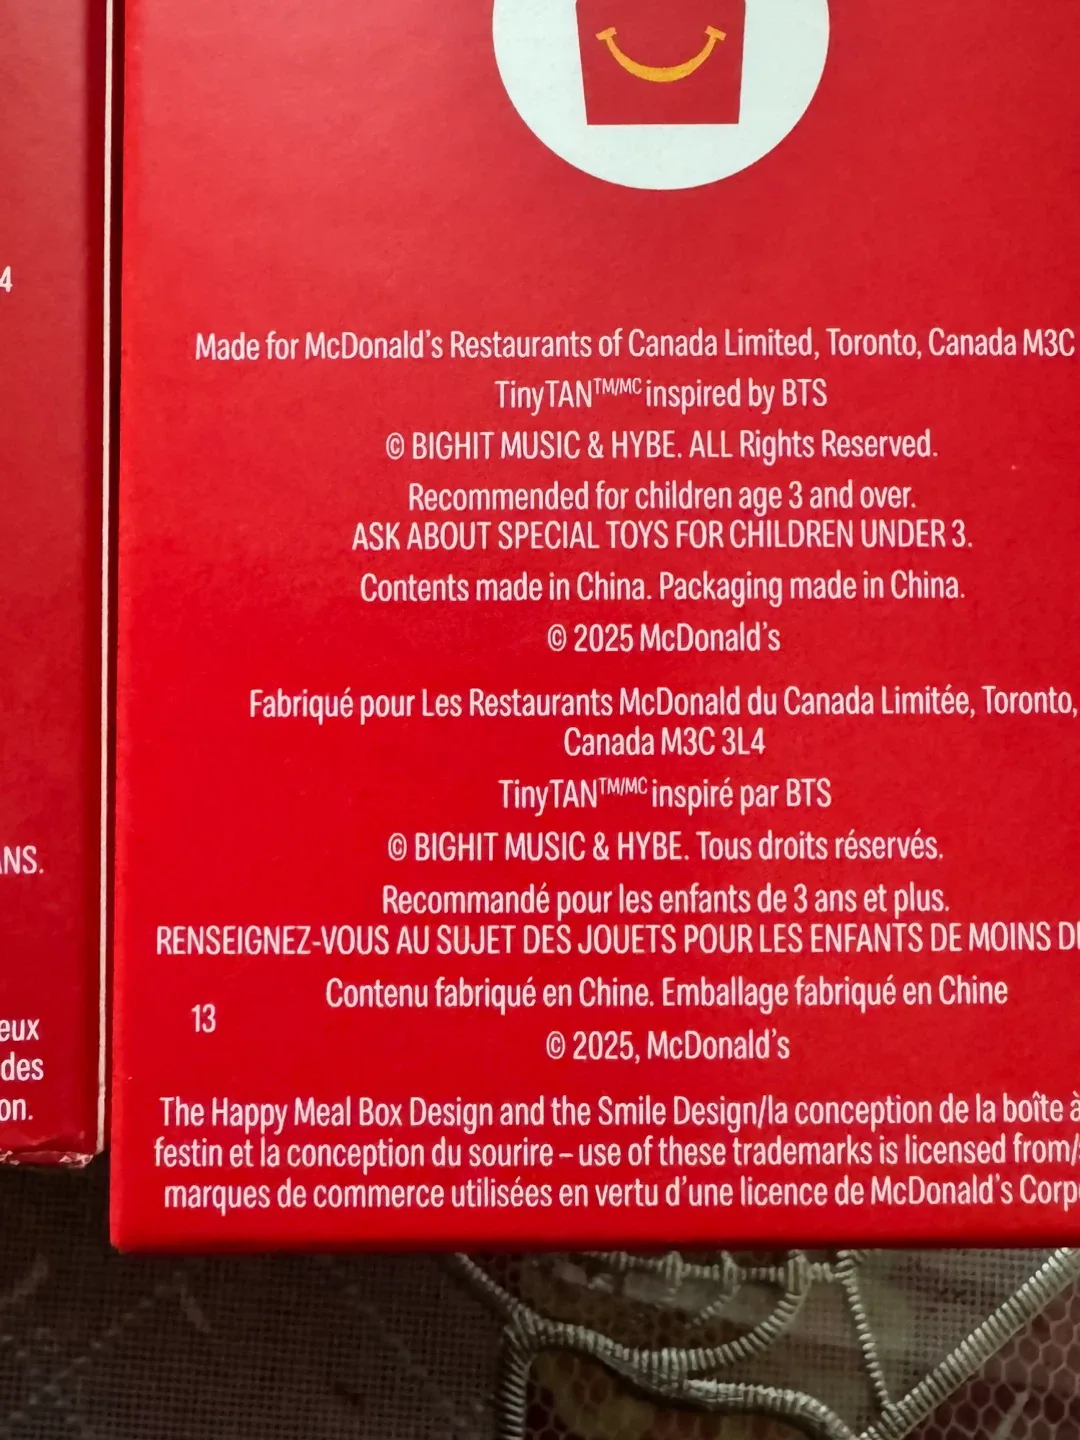 4
Made for McDonald's Restaurants of Canada Limited, Toronto, Canada M3C
TinyTAN™/MC inspired by BTS
© BIGHIT MUSIC & HYBE. ALL Rights Reserved.
Recommended for children age 3 and over.
ASK ABOUT SPECIAL TOYS FOR CHILDREN UNDER 3.
Contents made in China. Packaging made in China.
© 2025 McDonald's
Fabriqué pour Les Restaurants McDonald du Canada Limitée, Toronto,
Canada M3C 3L4
TinyTAN™/MC inspiré par BTS
© BIGHIT MUSIC & HYBE. Tous droits réservés.
Recommandé pour les enfants de 3 ans et plus.
RENSEIGNEZ-VOUS AU SUJET DES JOUETS POUR LES ENFANTS DE MOINS
Contenu fabriqué en Chine. Emballage fabriqué en Chine
13
© 2025, McDonald's
The Happy Meal Box Design and the Smile Design/la conception de la boîte à
festin et la conception du sourire – use of these trademarks is licensed from/
marques de commerce utilisées en vertu d'une licence de McDonald's
ANS.
eux
des
on.